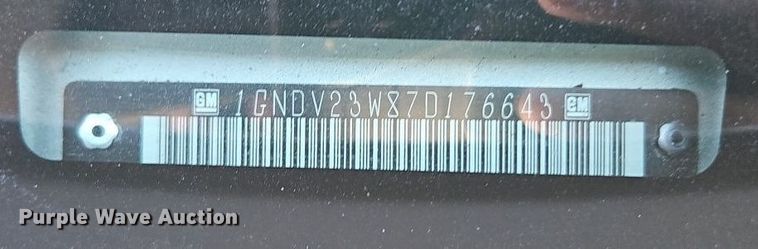 GM 1GNDV23W87D176643 GM
Purple Wave Auction